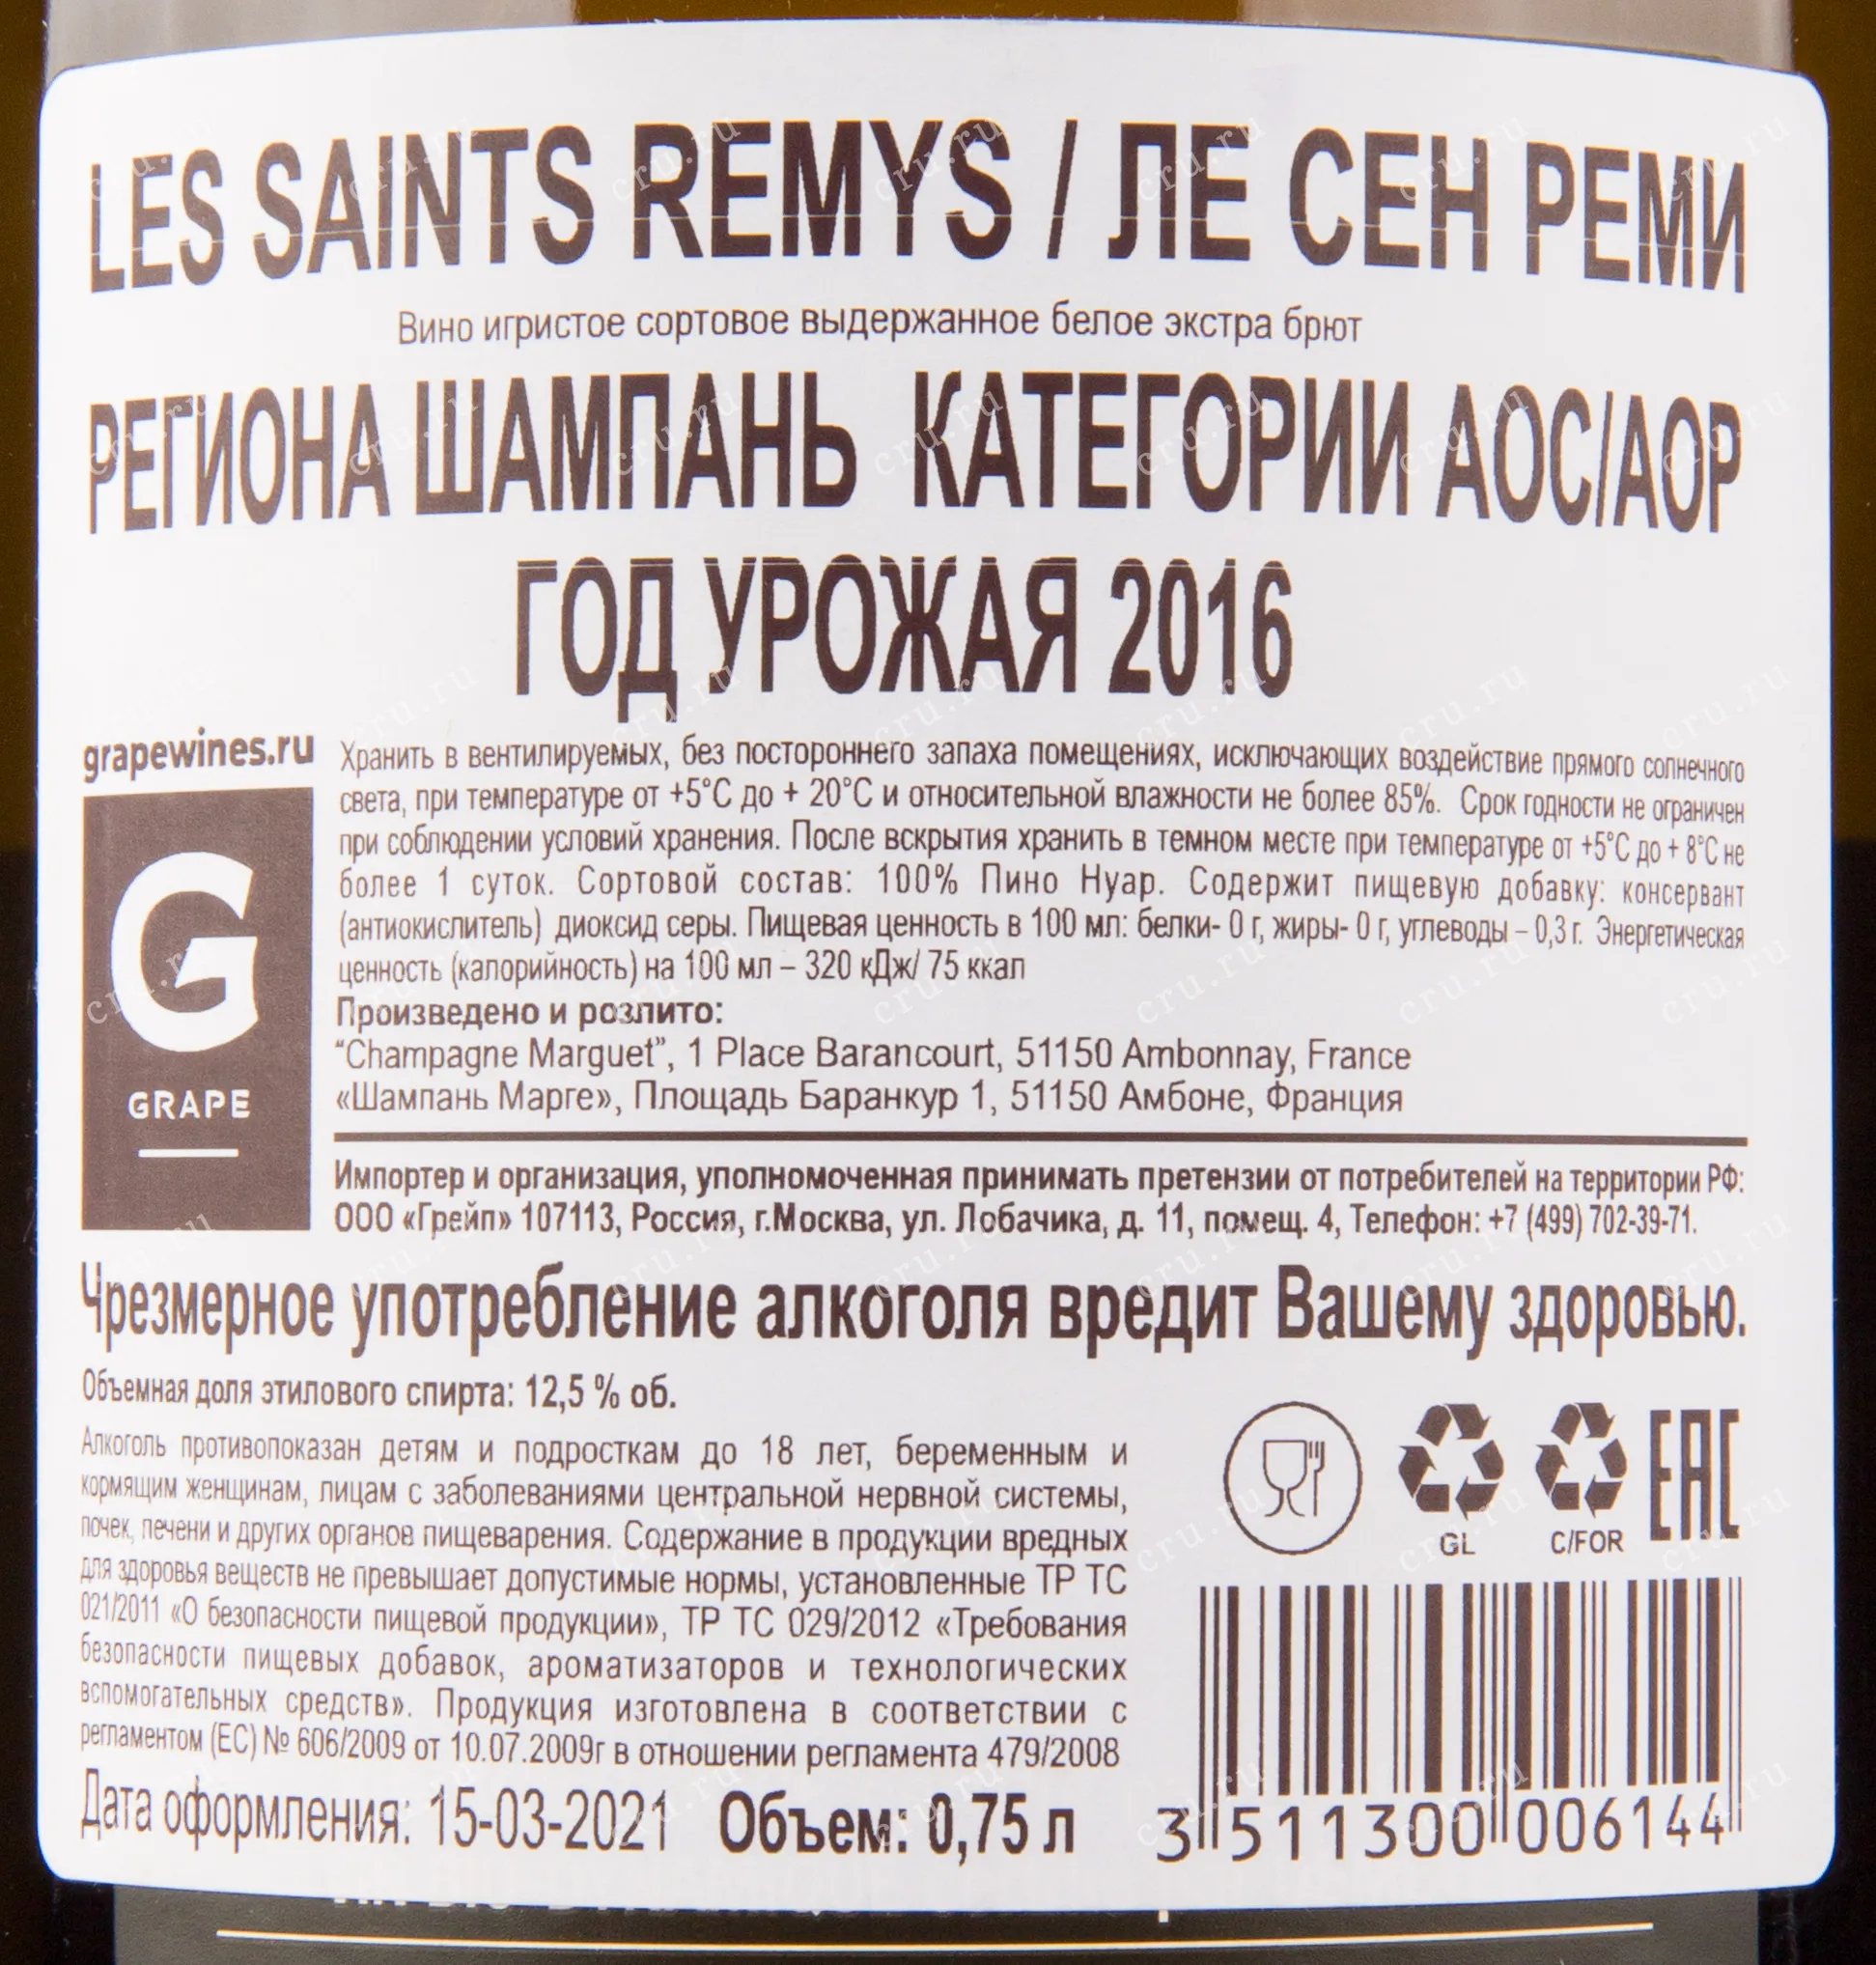 LES SAINTS REMYS / ЛЕ СЕН РЕМИ
Вино игристое сортовое выдержанное белое экстра брют
РЕГИОНА ШАМПАНЬ КАТЕГОРИИ AOC/AOP
ГОД УРОЖАЯ 2016
grapewines.ru
G
GRAPE
Хранить в вентилируемых, без постороннего запаха помещениях, исключающих воздействие прямого солнечного
света, при температуре от +5°С до + 20°С и относительной влажности не более 85%. Срок годности не ограничен
при соблюдении условий хранения. После вскрытия хранить в темном месте при температуре от +5°С до + 8°С не
более 1 суток. Сортовой состав: 100% Пино Нуар. Содержит пищевую добавку: консервант
(антиокислитель) диоксид серы. Пищевая ценность в 100 мл: белки- 0 г, жиры- 0 г, углеводы – 0,3 г. Энергетическая
ценность (калорийность) на 100 мл – 320 кДж/ 75 ккал
Произведено и розлито:
“Champagne Marguet”, 1 Place Barancourt, 51150 Ambonnay, France
«Шампань Марге», Площадь Баранкур 1, 51150 Амбоне, Франция
Импортер и организация, уполномоченная принимать претензии от потребителей на территории РФ:
ООО «Грейп» 107113, Россия, г.Москва, ул. Лобачика, д. 11, помещ. 4, Телефон: +7 (499) 702-39-71.
Чрезмерное употребление алкоголя вредит Вашему здоровью.
Объемная доля этилового спирта: 12,5 % об.
Алкоголь противопоказан детям и подросткам до 18 лет, беременным и
кормящим женщинам, лицам с заболеваниями центральной нервной системы,
почек, печени и других органов пищеварения. Содержание в продукции вредных
для здоровья веществ не превышает допустимые нормы, установленные ТР ТС
021/2011 «О безопасности пищевой продукции», ТР ТС 029/2012 «Требования
безопасности пищевых добавок, ароматизаторов и технологических
вспомогательных средств». Продукция изготовлена в соответствии с
регламентом (ЕС) № 606/2009 от 10.07.2009г в отношении регламента 479/2008
GL
C/FOR
EAC
Дата оформления: 15-03-2021 Объем: 0,75 л
3 511300 006144
cru.ru